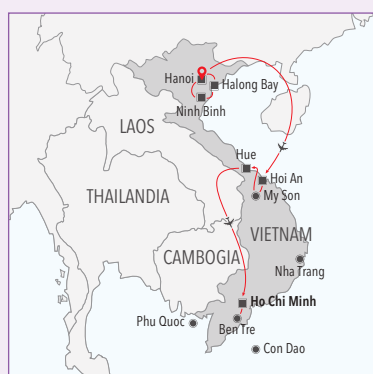 Hanoi
Halong Bay
Ninh Binh
LAOS
Hue
Hoi An
My Son
THAILANDIA
VIETNAM
CAMBOGIA
Nha Trang
Ho Chi Minh
Phu Quoc
Ben Tre
Con Dao